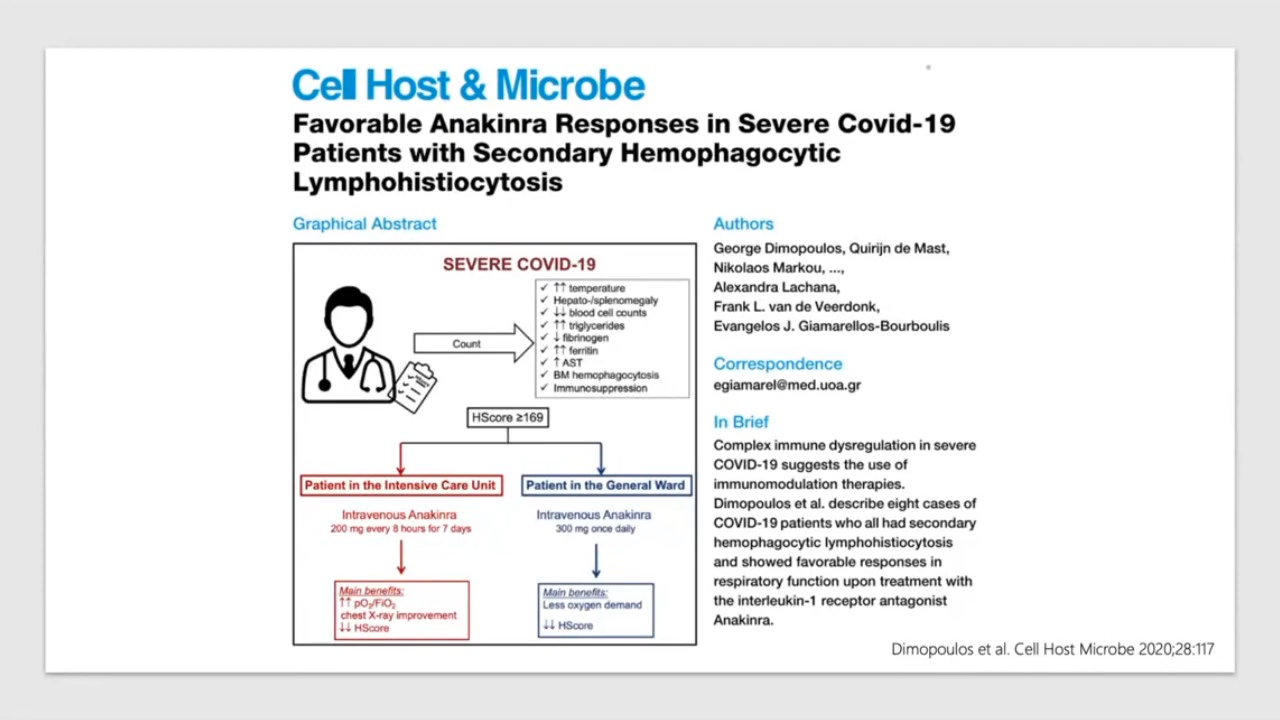 Cell Host & Microbe
Favorable Anakinra Responses in Severe Covid-19
Patients with Secondary Hemophagocytic
Lymphohistiocytosis
Graphical Abstract
SEVERE COVID-19
Count
✓ ↑↑ temperature
✓ Hepato-/splenomegaly
✓ ↓↓ blood cell counts
✓ ↑↑ triglycerides
✓ ↓ fibrinogen
✓ ↑↑ ferritin
✓ ↑ AST
✓ BM hemophagocytosis
✓ Immunosuppression
HScore ≥169
Patient in the Intensive Care Unit
Intravenous Anakinra
200 mg every 8 hours for 7 days
Main benefits:
↑↑ pO₂/FiO₂
chest X-ray improvement
↓↓ HScore
Patient in the General Ward
Intravenous Anakinra
300 mg once daily
Main benefits:
Less oxygen demand
↓↓ HScore
Authors
George Dimopoulos, Quirijn de Mast,
Nikolaos Markou, ...,
Alexandra Lachana,
Frank L. van de Veerdonk,
Evangelos J. Giamarellos-Bourboulis
Correspondence
egiamarel@med.uoa.gr
In Brief
Complex immune dysregulation in severe
COVID-19 suggests the use of
immunomodulation therapies.
Dimopoulos et al. describe eight cases of
COVID-19 patients who all had secondary
hemophagocytic lymphohistiocytosis
and showed favorable responses in
respiratory function upon treatment with
the interleukin-1 receptor antagonist
Anakinra.
Dimopoulos et al. Cell Host Microbe 2020;28:117